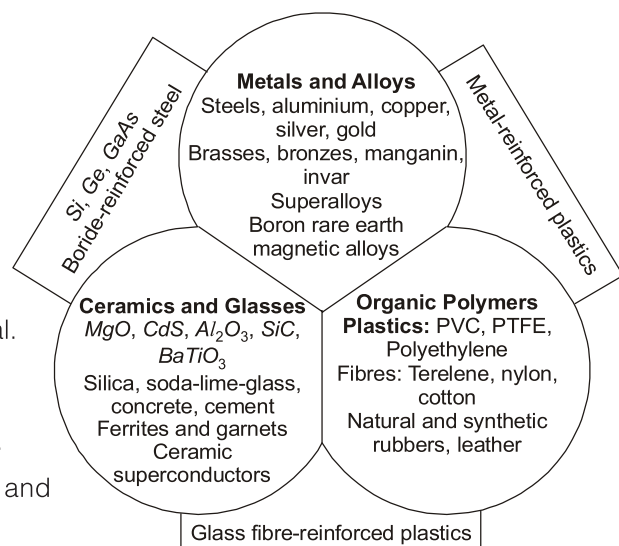 Metals and Alloys
Steels, aluminium, copper,
silver, gold
Brasses, bronzes, manganin,
invar
Superalloys
Boron rare earth
magnetic alloys
Si, Ge, GaAs
Boride-reinforced steel
Metal-reinforced plastics
Ceramics and Glasses
MgO, CdS, Al₂O₃, SiC,
BaTiO₃
Silica, soda-lime-glass,
concrete, cement
Ferrites and garnets
Ceramic
superconductors
Organic Polymers
Plastics: PVC, PTFE,
Polyethylene
Fibres: Terelene, nylon,
cotton
Natural and synthetic
rubbers, leather
Glass fibre-reinforced plastics
and